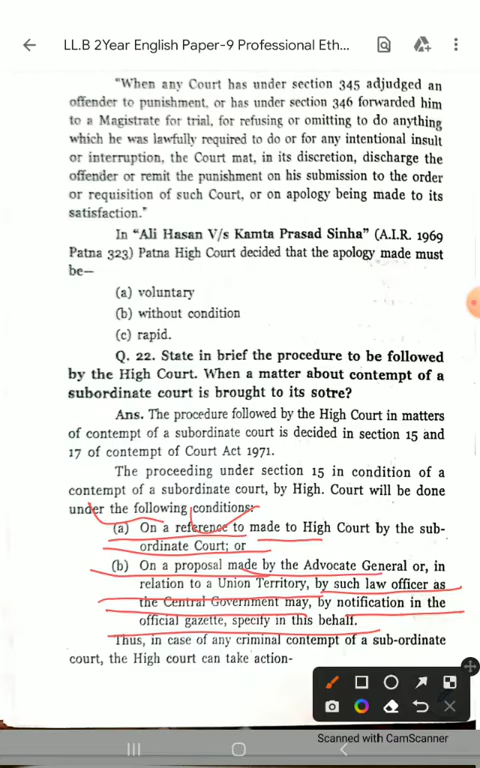 LL.B 2Year English Paper-9 Professional Eth...
"When any Court has under section 345 adjudged an
offender to punishment, or has under section 346 forwarded him
to a Magistrate for trial, for refusing or omitting to do anything
which he was lawfully required to do or for any intentional insult
or interruption, the Court mat, in its discretion, discharge the
offender or remit the punishment on his submission to the order
or requisition of such Court, or on apology being made to its
satisfaction."
In "Ali Hasan V/s Kamta Prasad Sinha" (A.I.R. 1969
Patna 323) Patna High Court decided that the apology made must
be—
(a) voluntary
(b) without condition
(c) rapid.
Q. 22. State in brief the procedure to be followed
by the High Court. When a matter about contempt of a
subordinate court is brought to its sotre?
Ans. The procedure followed by the High Court in matters
of contempt of a subordinate court is decided in section 15 and
17 of contempt of Court Act 1971.
The proceeding under section 15 in condition of a
contempt of a subordinate court, by High. Court will be done
under the following conditions:
(a) On a reference to made to High Court by the sub-
ordinate Court; or
(b) On a proposal made by the Advocate General or, in
relation to a Union Territory, by such law officer as
the Central Government may, by notification in the
official gazette, specify in this behalf.
Thus, in case of any criminal contempt of a sub-ordinate
court, the High court can take action-
Scanned with CamScanner